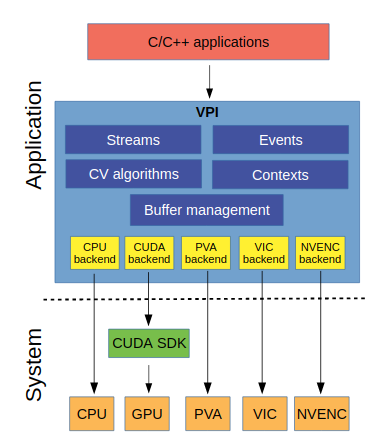 C/C++ applications
Application
VPI
Streams
Events
CV algorithms
Contexts
Buffer management
CPU
backend
CUDA
backend
PVA
backend
VIC
backend
NVENC
backend
System
CUDA SDK
CPU
GPU
PVA
VIC
NVENC